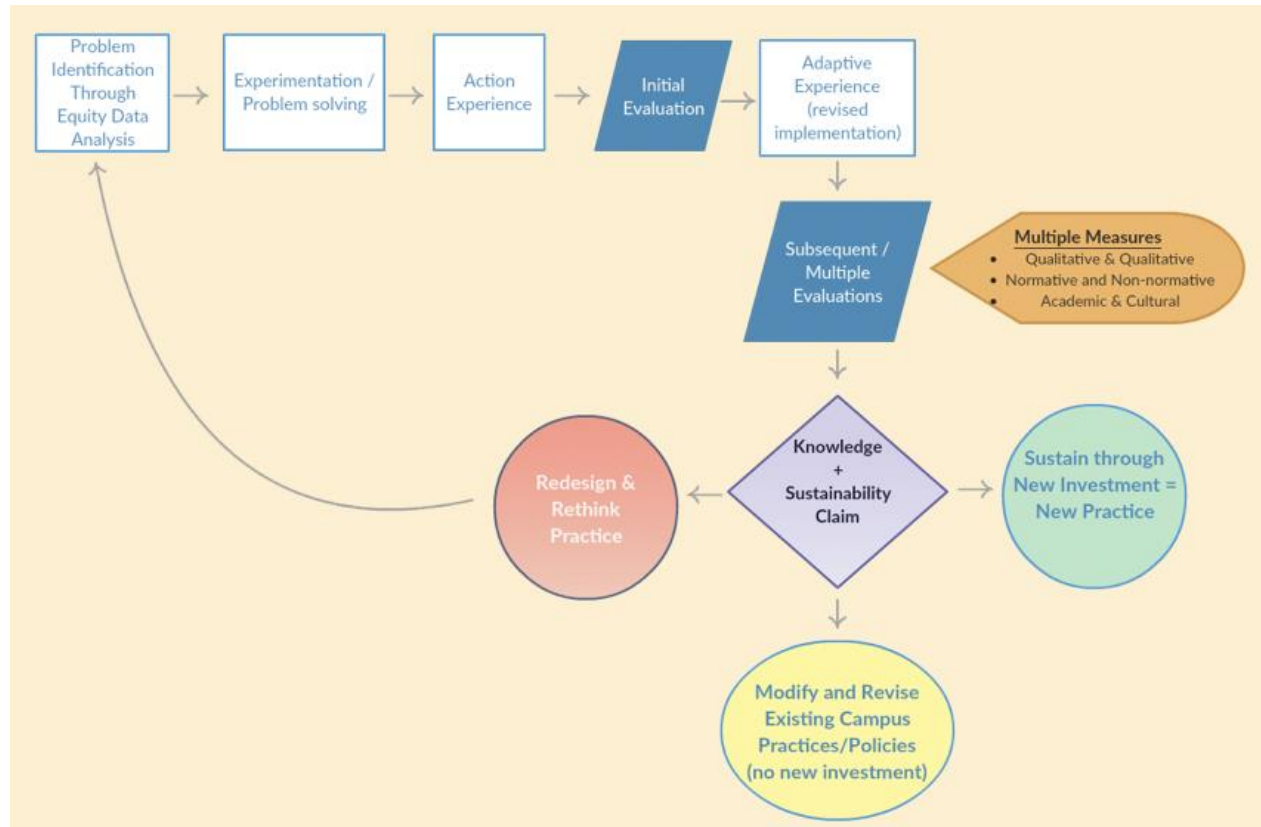 Problem
Identification
Through
Equity Data
Analysis
Experimentation /
Problem solving
Action
Experience
Initial
Evaluation
Adaptive
Experience
(revised
implementation)
Subsequent /
Multiple
Evaluations
Multiple Measures
• Qualitative & Qualitative
• Normative and Non-normative
• Academic & Cultural
Knowledge
+
Sustainability
Claim
Redesign &
Rethink
Practice
Sustain through
New Investment =
New Practice
Modify and Revise
Existing Campus
Practices/Policies
(no new investment)